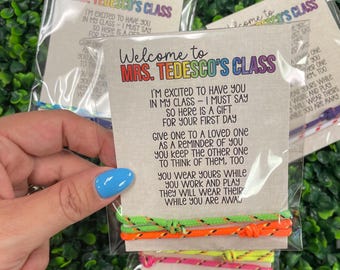 Welcome to
MRS. TEDESCO'S CLASS
I'M EXCITED TO HAVE YOU
IN MY CLASS – I MUST SAY
SO HERE IS A GIFT
FOR YOUR FIRST DAY
GIVE ONE TO A LOVED ONE
AS A REMINDER OF YOU
YOU KEEP THE OTHER ONE
TO THINK OF THEM, TOO
YOU WEAR YOURS WHILE
YOU WORK AND PLAY
THEY WILL WEAR THEIRS
WHILE YOU ARE AWAY